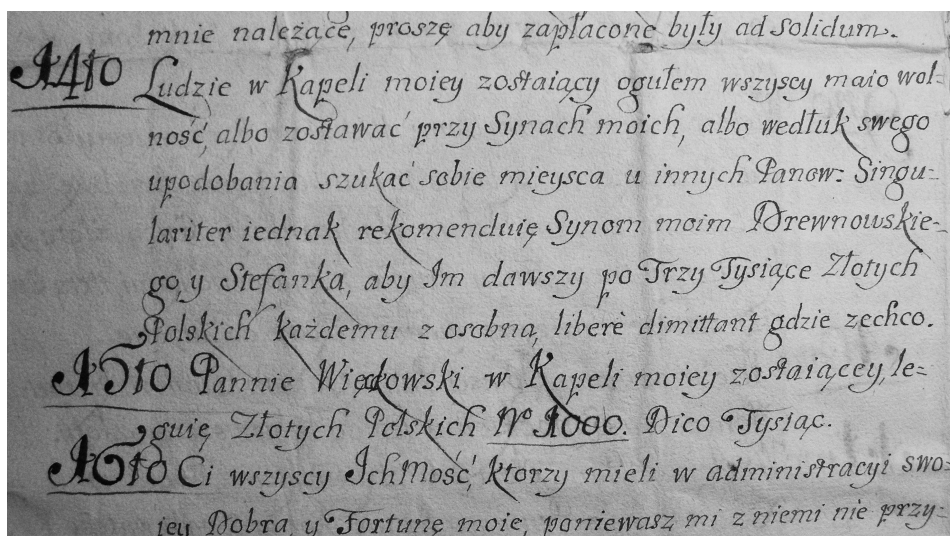 mnie należące, proszę aby zapłacone były ad solidum.
14to Ludzie w Kapeli moiey zostaiący ogułem wszyscy maio wol=
ność, albo zostawać przy Synach moich, albo wedłuk swego
upodobania szukać sobie mieysca u innych Panow: Singu=
lariter iednak rekomenduię Synom moim Drewnowskie=
go, y Stefanka, aby Im dawszy po Trzy Tysiące Złotych
Polskich każdemu z osobna, liberè dimittant gdzie zechco.
15to Pannie Więckowski w Kapeli moiey zostaiącey, le=
guię Złotych Polskich No 1000. Dico Tysiąc.
16to Ci wszyscy IchMość, ktorzy mieli w administracyi swo=
iey Dobra y Fortunę moie, poniewasz mi z niemi nie przy=